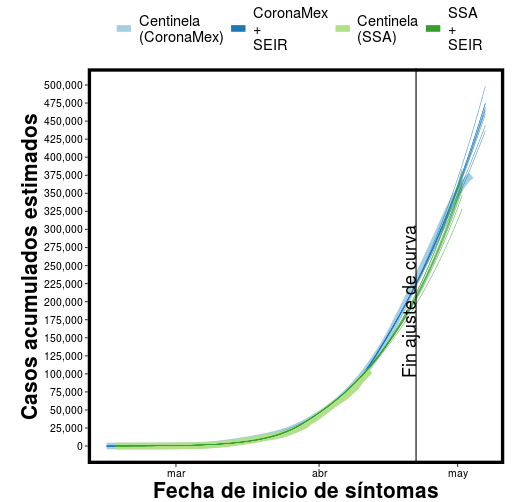 Centinela
(CoronaMex)
CoronaMex
+
SEIR
Centinela
(SSA)
SSA
+
SEIR
Casos acumulados estimados
500,000
475,000
450,000
425,000
400,000
375,000
350,000
325,000
300,000
275,000
250,000
225,000
200,000
175,000
150,000
125,000
100,000
75,000
50,000
25,000
0
Fin ajuste de curva
mar
abr
may
Fecha de inicio de síntomas